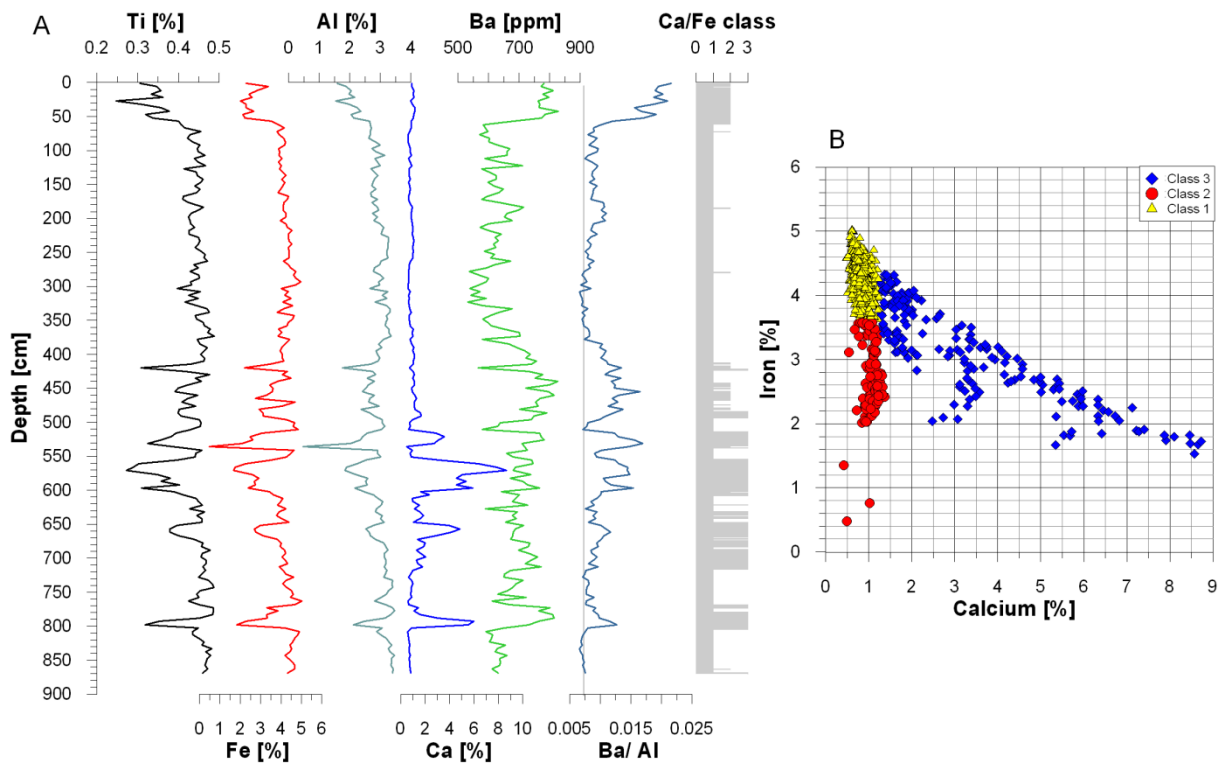 A
Ti [%] Al [%] Ba [ppm] Ca/Fe class
0.2 0.3 0.4 0.5 0 1 2 3 4 500 700 900 0 1 2 3
0
50
100
150
200
250
300
350
400
450
500
550
600
650
700
750
800
850
900
Depth [cm]
0 2 3 4 5 6 0 2 4 6 8 10 0.005 0.015 0.025
Fe [%] Ca [%] Ba/ Al
B
6
5
4
3
2
1
0
Iron [%]
Class 3
Class 2
Class 1
0 1 2 3 4 5 6 7 8 9
Calcium [%]